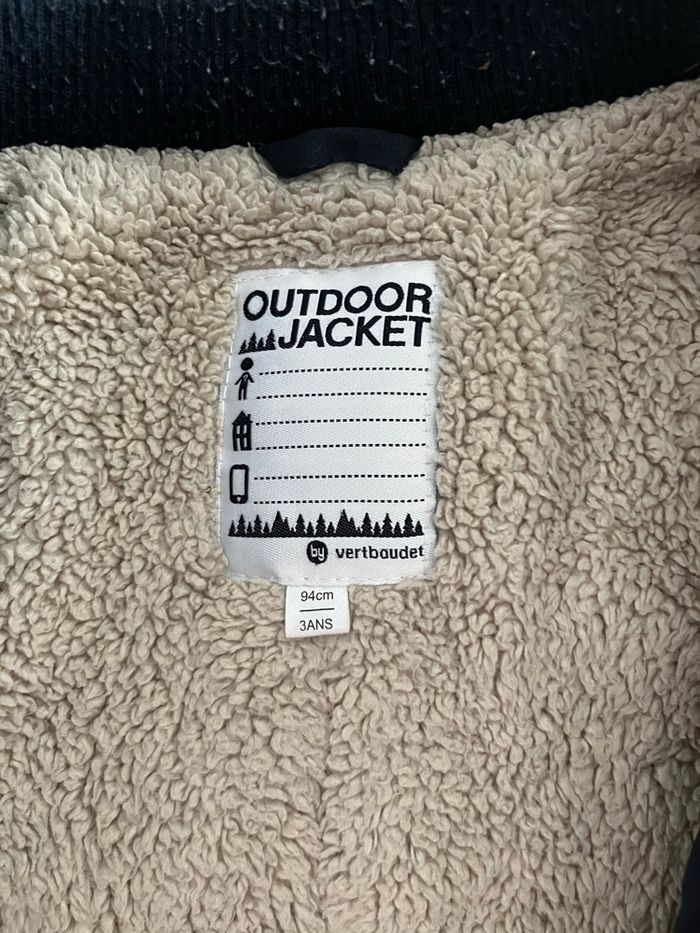 OUTDOOR
JACKET
by vertbaudet
94cm
3ANS